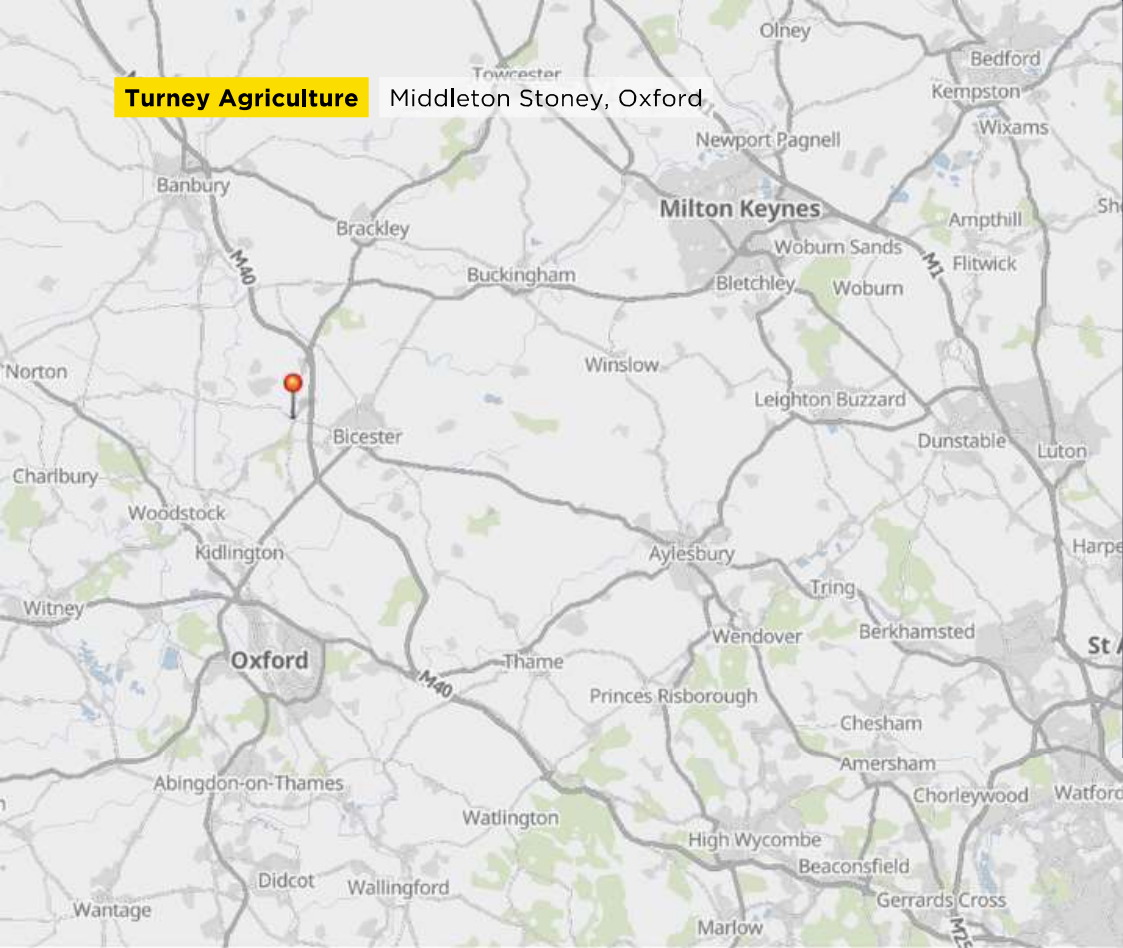 Olney
Bedford
Towcester
Kempston
Turney Agriculture Middleton Stoney, Oxford
Wixams
Newport Pagnell
Banbury
Milton Keynes
Ampthill
Brackley
Woburn Sands
M40
M1
Flitwick
Buckingham
Bletchley
Woburn
Winslow
Norton
Leighton Buzzard
Bicester
Dunstable
Luton
Charlbury
Woodstock
Kidlington
Aylesbury
Harpe
Tring
Witney
Wendover
Berkhamsted
St A
Oxford
Thame
M40
Princes Risborough
Chesham
Amersham
Abingdon-on-Thames
Chorleywood
Watford
Watlington
High Wycombe
Beaconsfield
Didcot
Wallingford
Gerrards Cross
Wantage
Marlow